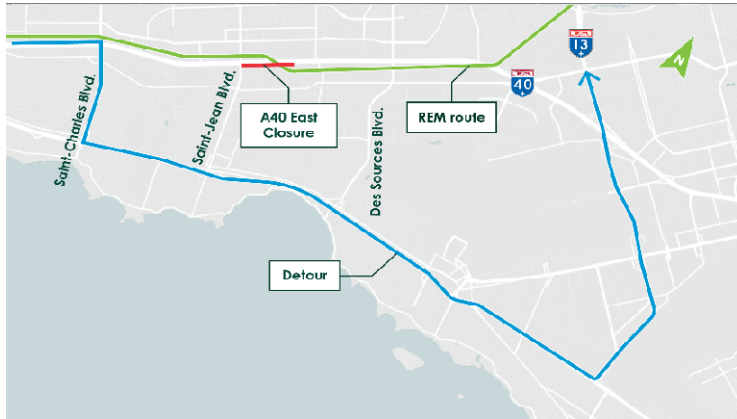 13
N
40
A40 East
Closure
REM route
Saint-Charles Blvd.
Saint-Jean Blvd.
Des Sources Blvd.
Detour